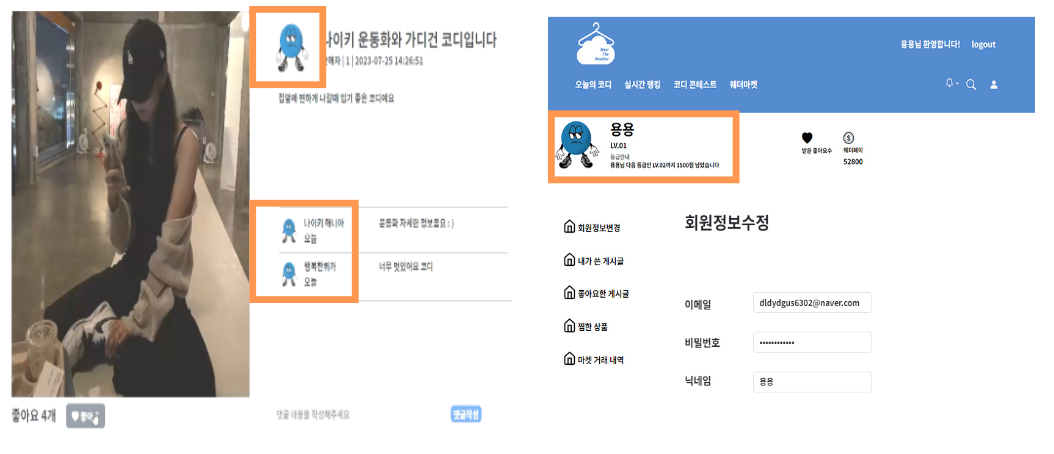 나이키 운동화와 가디건 코디입니다
구매자 | 1 | 2023-07-25 14:26:51
집앞에 편하게 나갈때 입기 좋은 코디에요
나이키 매니아
오늘
운동화 자세한 정보좀요 : )
행복한쿼카
오늘
너무 멋있어요 코디
좋아요 4개
댓글 내용을 작성해주세요
댓글작성
Wear
The
Weather
용용님 환영합니다! logout
오늘의 코디 실시간 랭킹 코디 콘테스트 웨더마켓
용용
LV.01
등급안내
용용님 다음 등급인 LV.02까지 1500점 남았습니다
받은 좋아요수
웨더페이
52800
회원정보변경
내가 쓴 게시글
좋아요한 게시글
찜한 상품
마켓 거래 내역
회원정보수정
이메일 dldydgus6302@naver.com
비밀번호 ••••••••••••
닉네임 용용